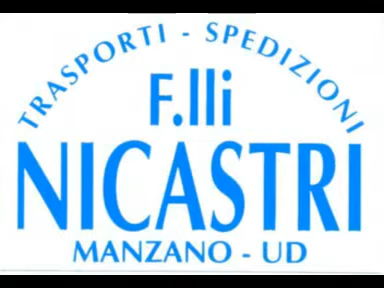 TRASPORTI - SPEDIZIONI
F.lli
NICASTRI
MANZANO - UD